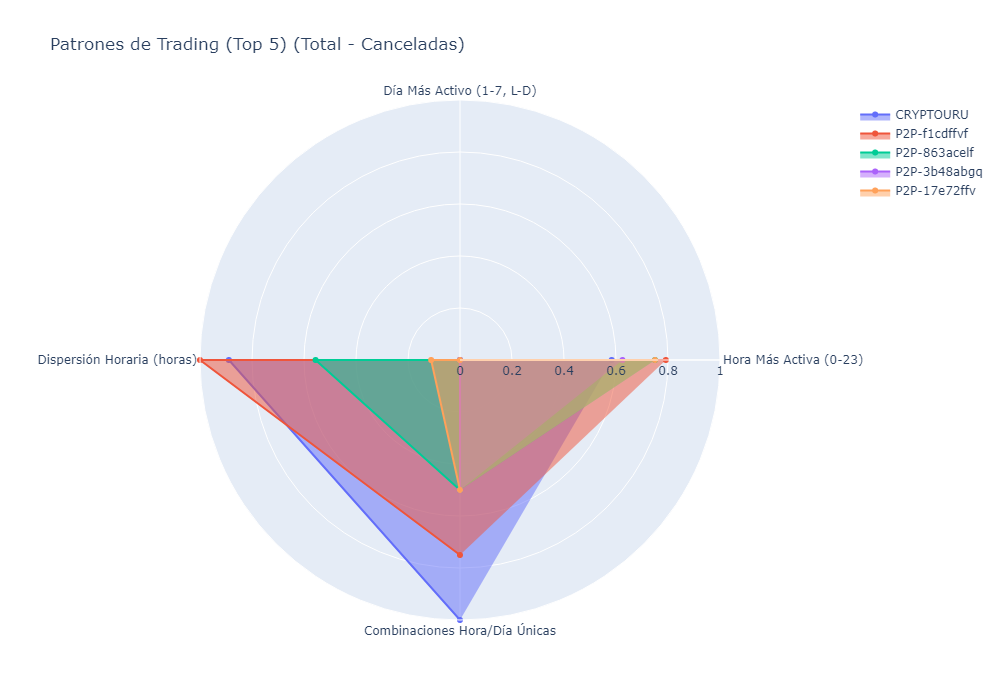 Patrones de Trading (Top 5) (Total - Canceladas)
Día Más Activo (1-7, L-D)
CRYPTOURU
P2P-f1cdffvf
P2P-863acelf
P2P-3b48abgq
P2P-17e72ffv
Dispersión Horaria (horas)
Hora Más Activa (0-23)
0 0.2 0.4 0.6 0.8 1
Combinaciones Hora/Día Únicas